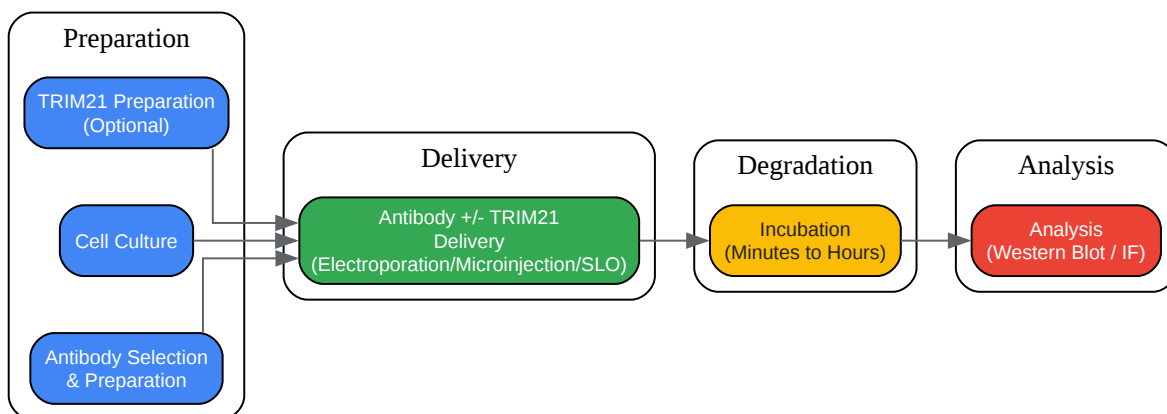 Preparation
TRIM21 Preparation
(Optional)
Cell Culture
Antibody Selection
& Preparation
Delivery
Antibody +/- TRIM21
Delivery
(Electroporation/Microinjection/SLO)
Degradation
Incubation
(Minutes to Hours)
Analysis
Analysis
(Western Blot / IF)